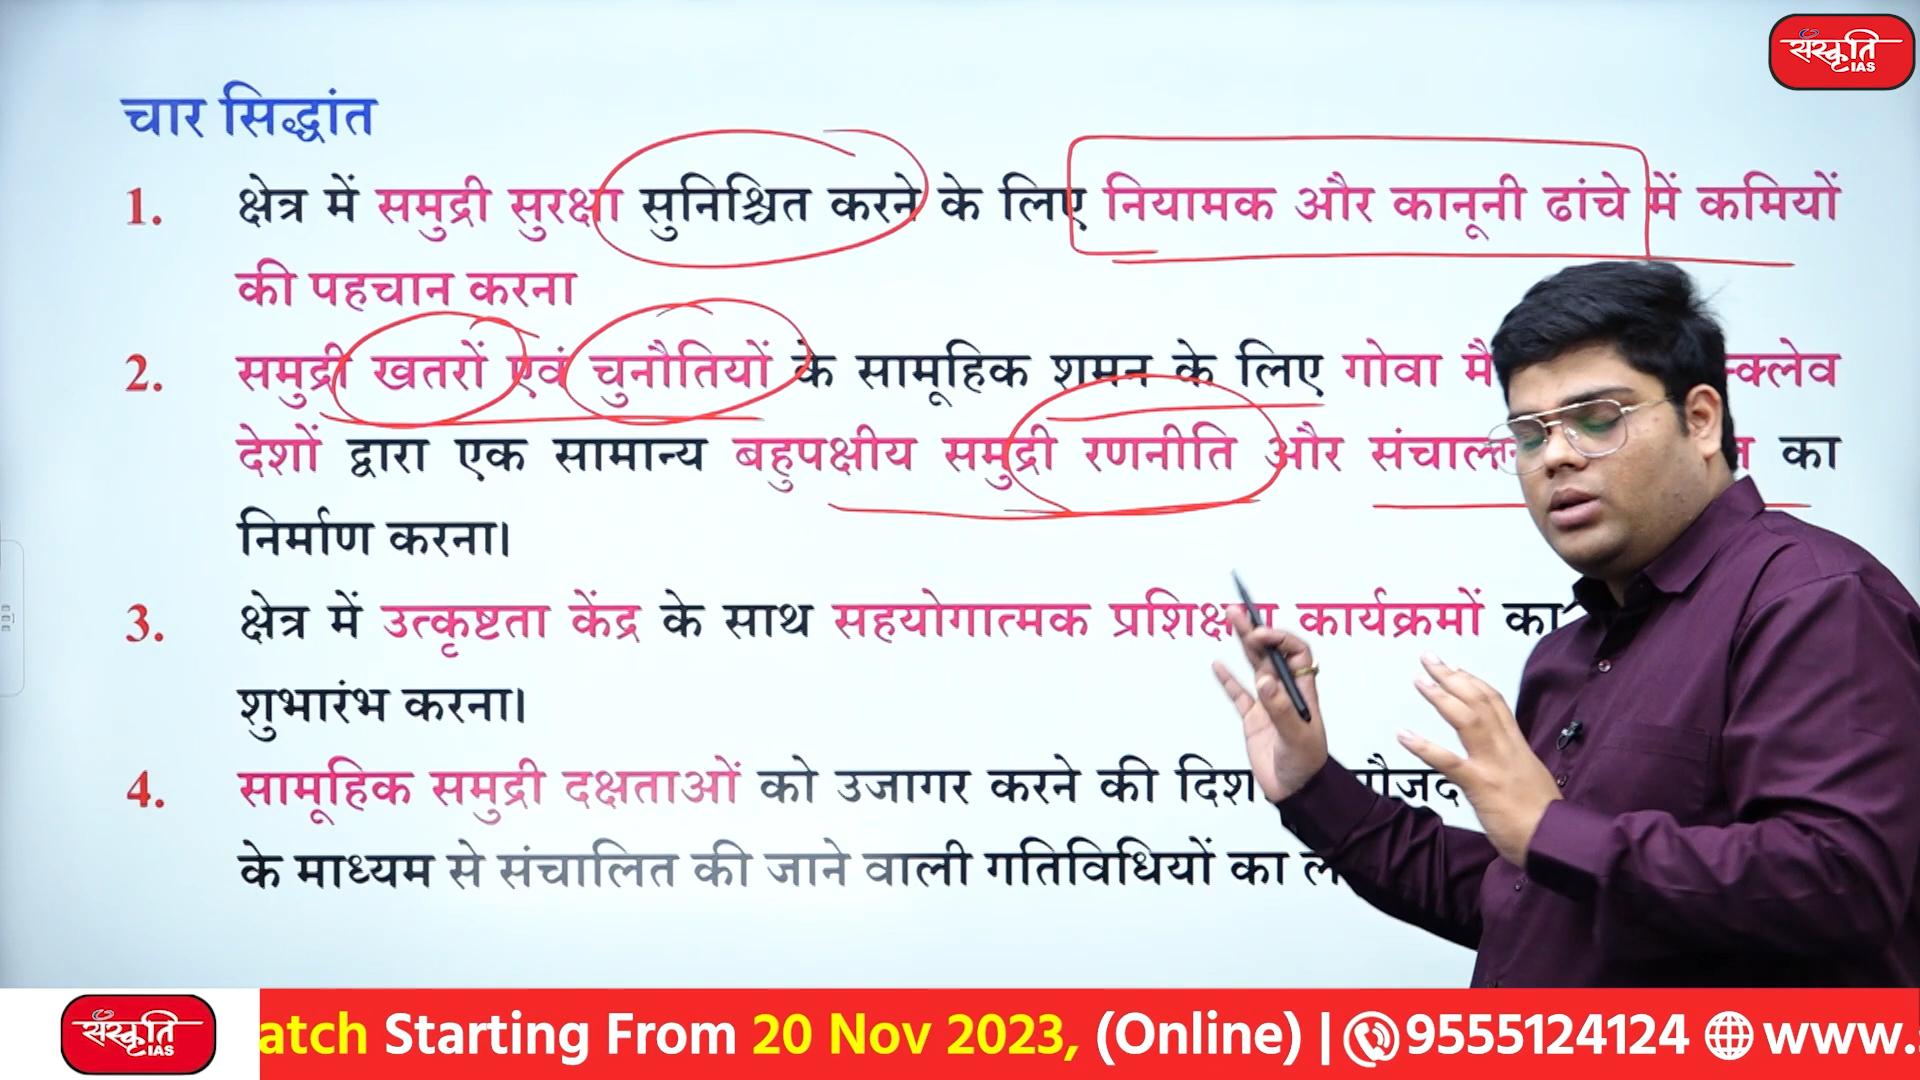 संस्कृति
IAS
चार सिद्धांत
1. क्षेत्र में समुद्री सुरक्षा सुनिश्चित करने के लिए नियामक और कानूनी ढांचे में कमियों
की पहचान करना
2. समुद्री खतरों एवं चुनौतियों के सामूहिक शमन के लिए गोवा
देशों द्वारा एक सामान्य बहुपक्षीय समुद्री रणनीति और का
निर्माण करना।
3. क्षेत्र में उत्कृष्टता केंद्र के साथ सहयोगात्मक प्रशिक्षण कार्यक्रमों का
शुभारंभ करना।
4. सामूहिक समुद्री दक्षताओं को उजागर करने की
के माध्यम से संचालित की जाने वाली गतिविधियों का
संस्कृति
IAS
atch Starting From 20 Nov 2023, (Online) | 9555124124 www.